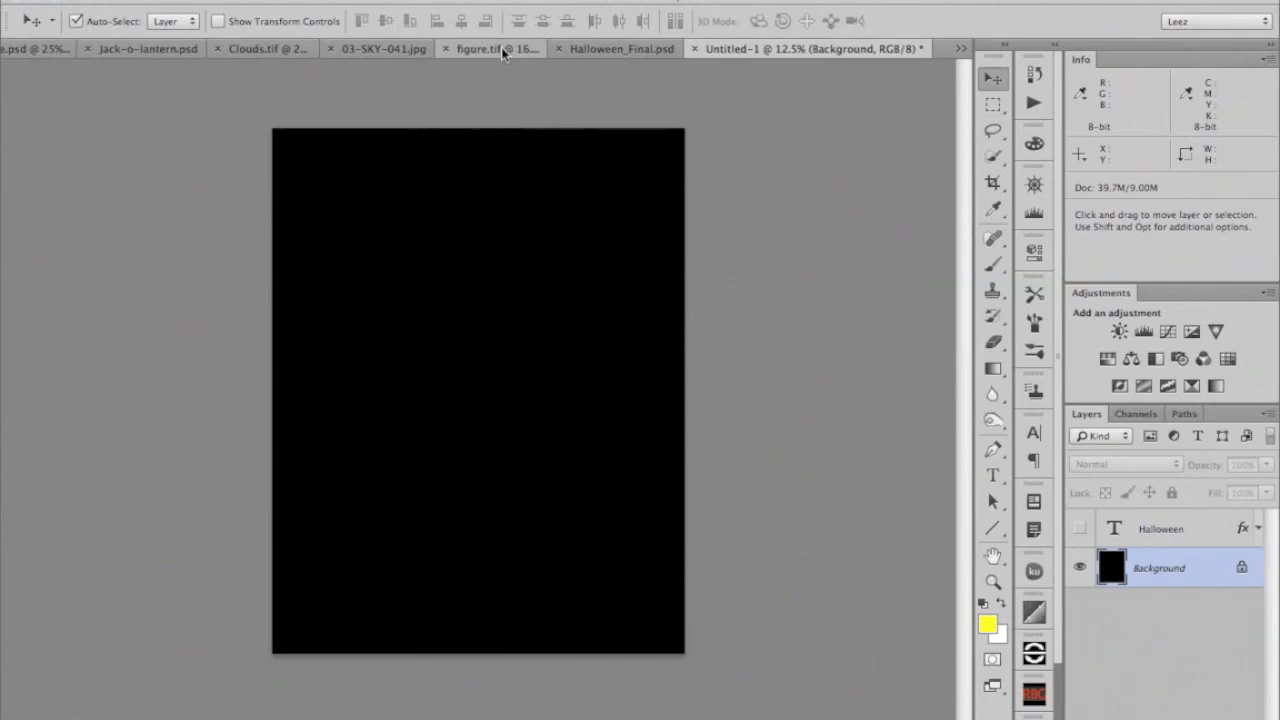 Auto-Select: Layer Show Transform Controls 3D Mode: Leez
e.psd @ 25%... Jack-o-lantern.psd Clouds.tif @ 2... 03-SKY-041.jpg figure.tif @ 16.... Halloween_Final.psd Untitled-1 @ 12.5% (Background, RGB/8) *
Info
R: C:
G: M:
B: Y:
K:
8-bit 8-bit
X: W:
Y: H:
Doc: 39.7M/9.00M
Click and drag to move layer or selection.
Use Shift and Opt for additional options.
Adjustments
Add an adjustment
Layers Channels Paths
Kind T
Normal Opacity: 100%
Lock: Fill: 100%
T Halloween fx
Background
A
T
ku
RBG